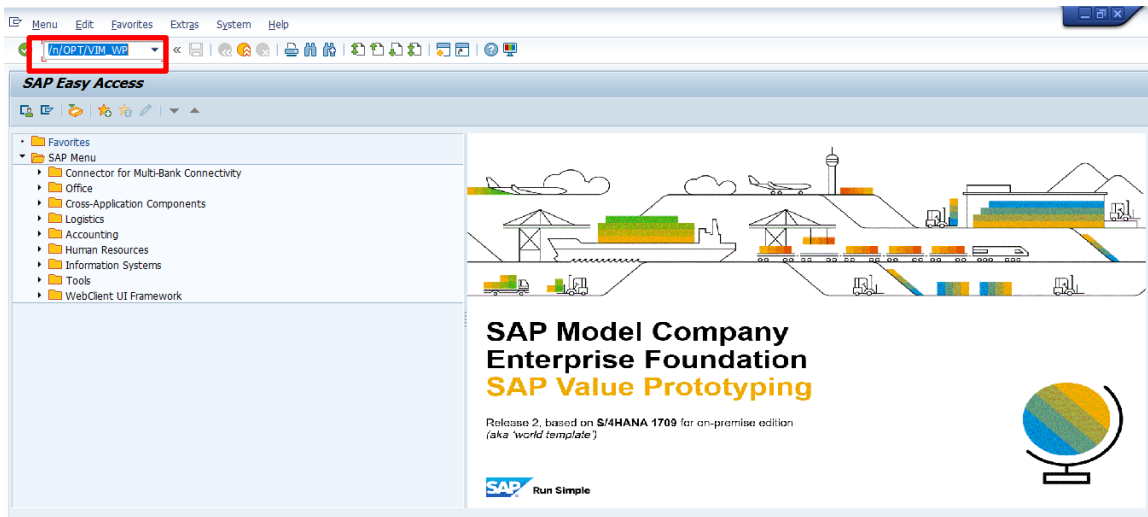 Menu Edit Favorites Extras System Help
/n/OPT/VIM_WP
SAP Easy Access
Favorites
SAP Menu
Connector for Multi-Bank Connectivity
Office
Cross-Application Components
Logistics
Accounting
Human Resources
Information Systems
Tools
WebClient UI Framework
SAP Model Company
Enterprise Foundation
SAP Value Prototyping
Release 2, based on S/4HANA 1709 for on-premise edition
(aka 'world template')
SAP Run Simple